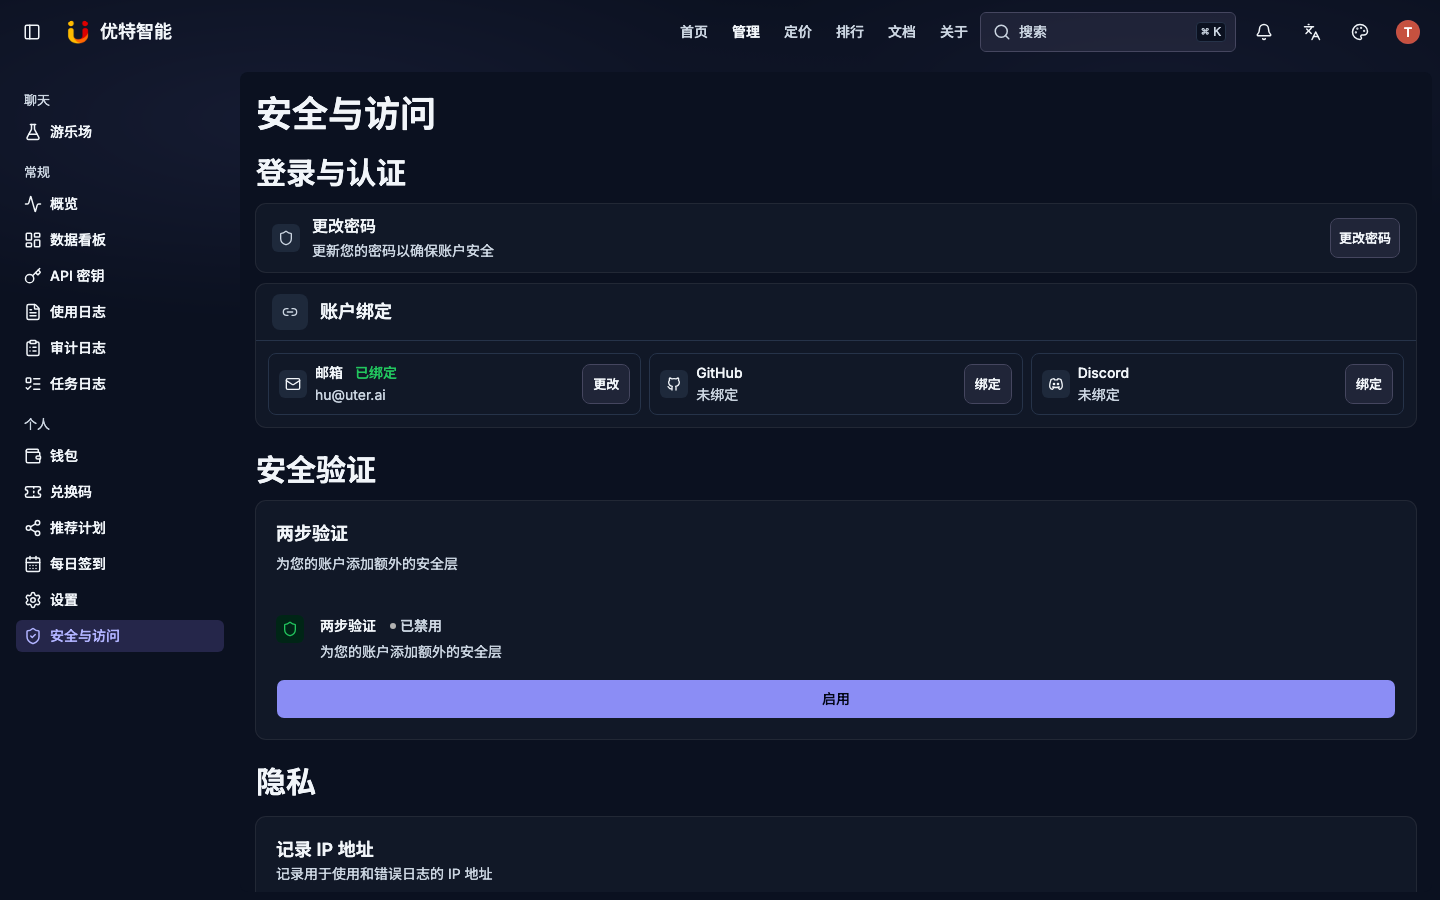 优特智能
首页
管理
定价
排行
文档
关于
搜索
⌘ K
T
聊天
游乐场
常规
概览
数据看板
API 密钥
使用日志
审计日志
任务日志
个人
钱包
兑换码
推荐计划
每日签到
设置
安全与访问
安全与访问
登录与认证
更改密码
更新您的密码以确保账户安全
更改密码
账户绑定
邮箱 已绑定
hu@uter.ai
更改
GitHub
未绑定
绑定
Discord
未绑定
绑定
安全验证
两步验证
为您的账户添加额外的安全层
两步验证 已禁用
为您的账户添加额外的安全层
启用
隐私
记录 IP 地址
记录用于使用和错误日志的 IP 地址